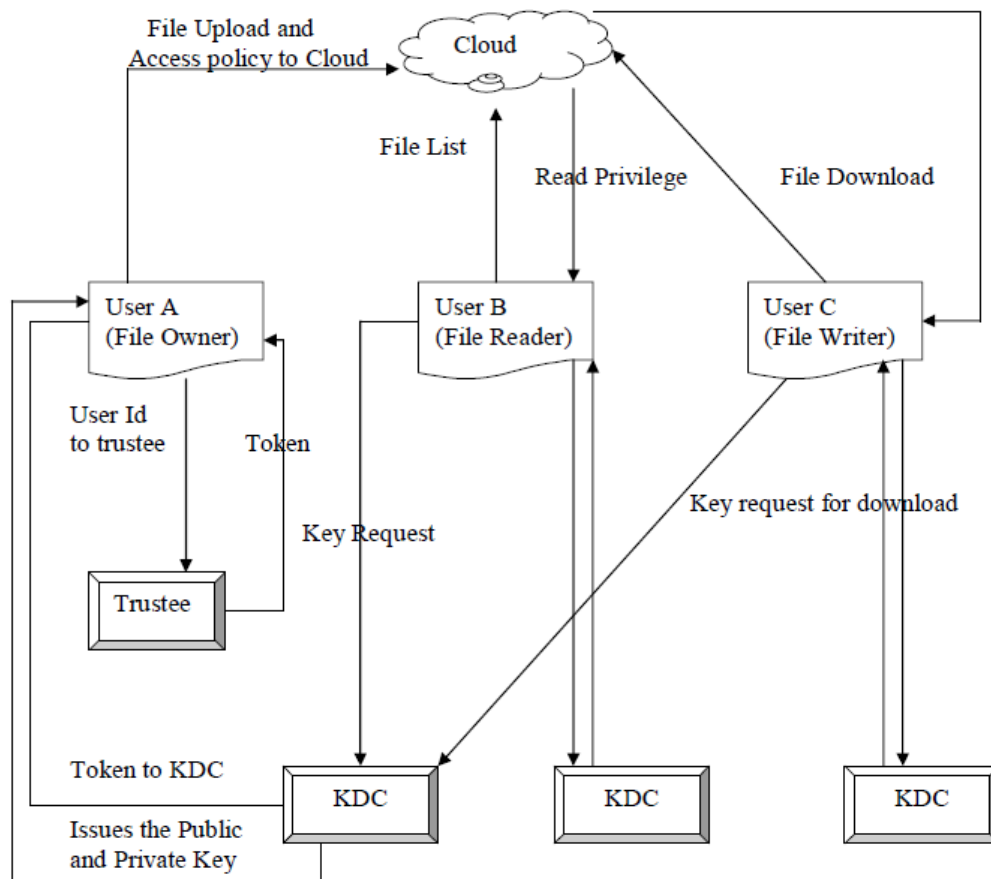 File Upload and
Access policy to Cloud
Cloud
File List
Read Privilege
File Download
User A
(File Owner)
User B
(File Reader)
User C
(File Writer)
User Id
to trustee
Token
Key Request
Key request for download
Trustee
Token to KDC
KDC
KDC
KDC
Issues the Public
and Private Key